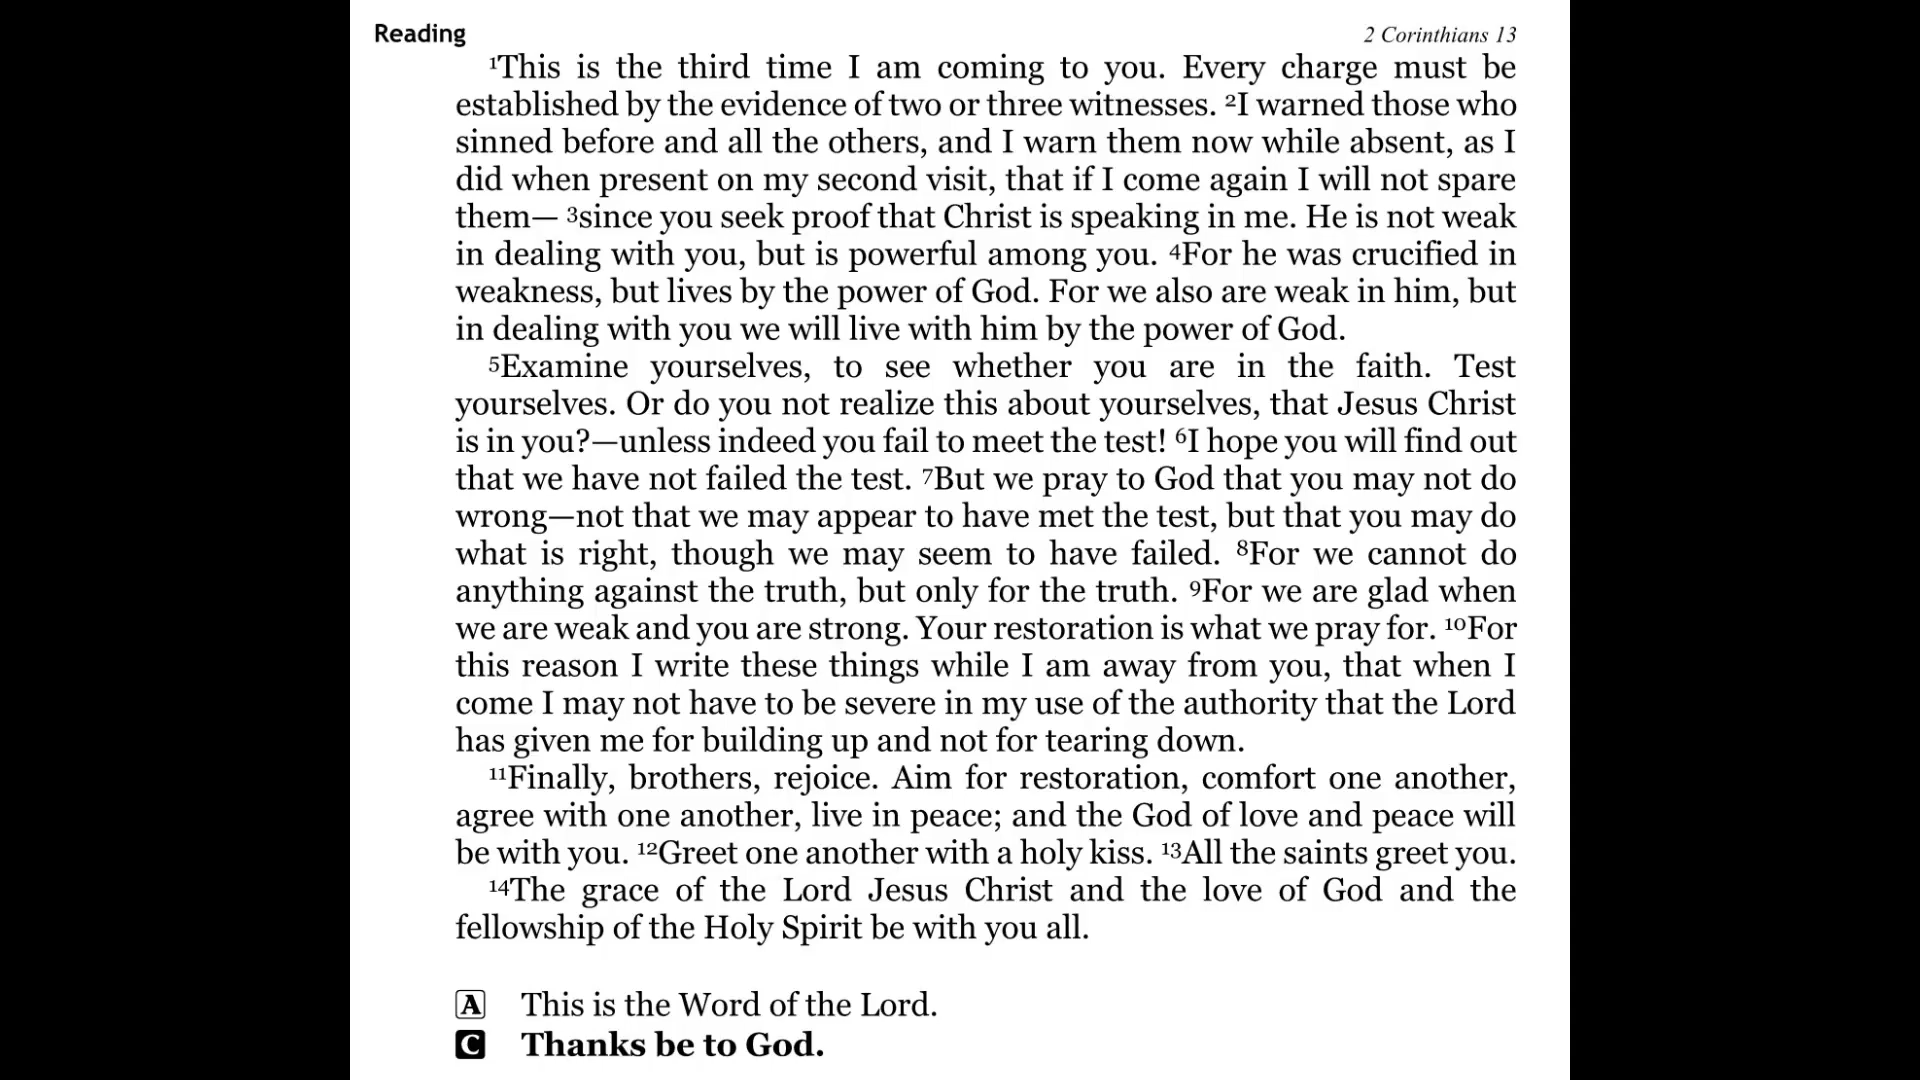 Reading
2 Corinthians 13
¹This is the third time I am coming to you. Every charge must be
established by the evidence of two or three witnesses. ²I warned those who
sinned before and all the others, and I warn them now while absent, as I
did when present on my second visit, that if I come again I will not spare
them— ³since you seek proof that Christ is speaking in me. He is not weak
in dealing with you, but is powerful among you. ⁴For he was crucified in
weakness, but lives by the power of God. For we also are weak in him, but
in dealing with you we will live with him by the power of God.
⁵Examine yourselves, to see whether you are in the faith. Test
yourselves. Or do you not realize this about yourselves, that Jesus Christ
is in you?—unless indeed you fail to meet the test! ⁶I hope you will find out
that we have not failed the test. ⁷But we pray to God that you may not do
wrong—not that we may appear to have met the test, but that you may do
what is right, though we may seem to have failed. ⁸For we cannot do
anything against the truth, but only for the truth. ⁹For we are glad when
we are weak and you are strong. Your restoration is what we pray for. ¹⁰For
this reason I write these things while I am away from you, that when I
come I may not have to be severe in my use of the authority that the Lord
has given me for building up and not for tearing down.
¹¹Finally, brothers, rejoice. Aim for restoration, comfort one another,
agree with one another, live in peace; and the God of love and peace will
be with you. ¹²Greet one another with a holy kiss. ¹³All the saints greet you.
¹⁴The grace of the Lord Jesus Christ and the love of God and the
fellowship of the Holy Spirit be with you all.
A This is the Word of the Lord.
C Thanks be to God.